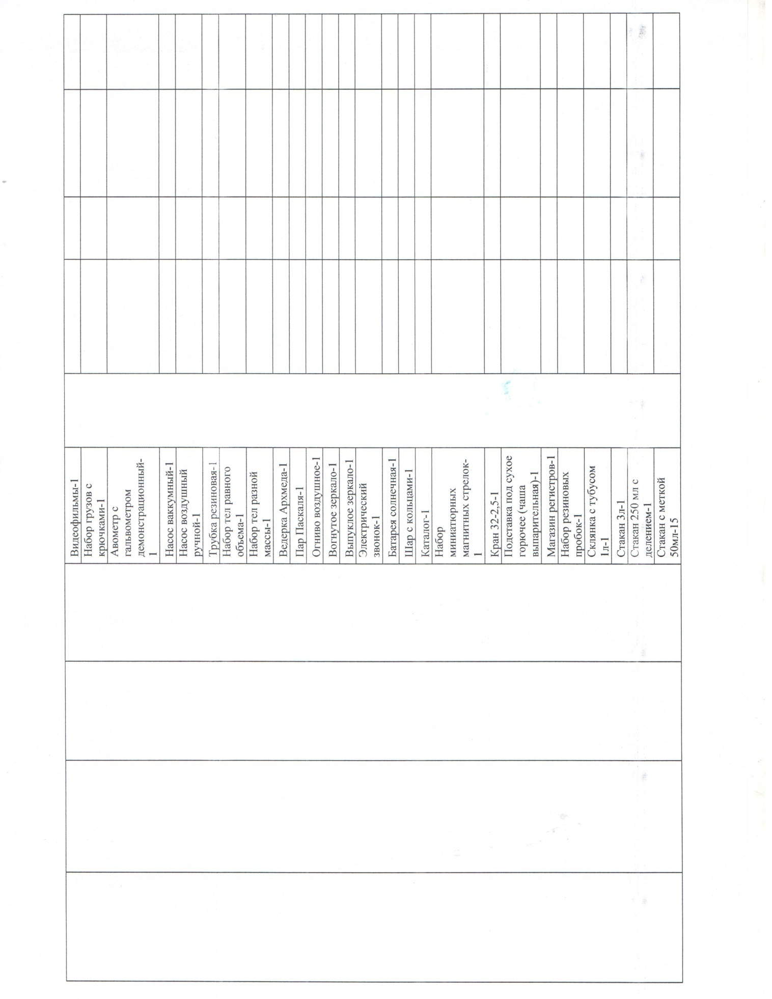 Видеофильмы-1
Набор грузов с
крючками-1
Авометр с
гальвометром
демонстрационный-
1
Насос ваккумный-1
Насос воздушный
ручной-1
Трубка резиновая-1
Набор тел равного
объема-1
Набор тел разной
массы-1
Ведерка Архмеда-1
Пар Паскаля-1
Огниво воздушное-1
Вогнутое зеркало-1
Выпуклое зеркало-1
Электрический
звонок-1
Батарея солнечная-1
Шар с кольцами-1
Каталог-1
Набор
миниатюрных
магнитных стрелок-
1
Кран 32-2,5-1
Подставка под сухое
горючее (чаша
выпарительная)-1
Магазин регистров-1
Набор резиновых
пробок-1
Склянка с тубусом
1л-1
Стакан 3л-1
Стакан 250 мл с
делением-1
Стакан с меткой
50мл-15